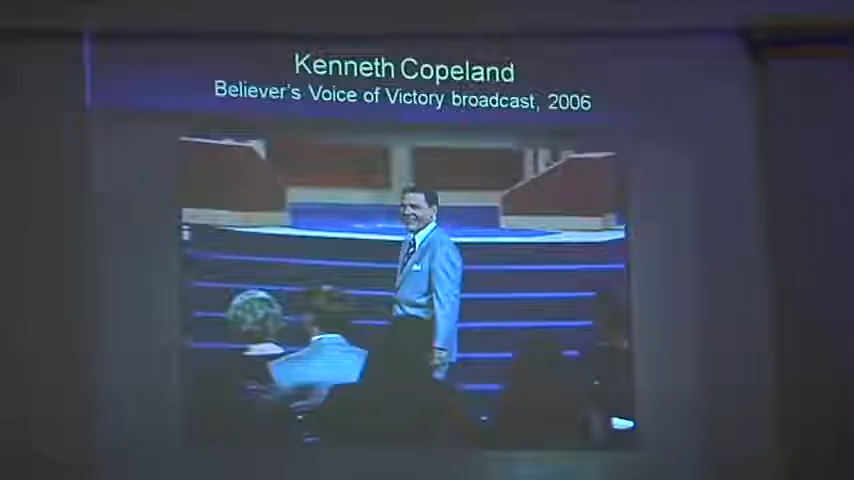 Kenneth Copeland
Believer's Voice of Victory broadcast, 2006